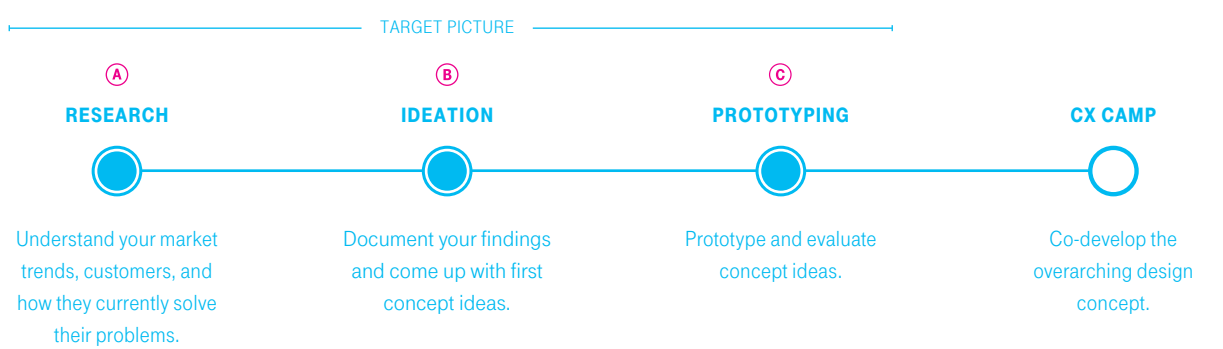 TARGET PICTURE
A
RESEARCH
Understand your market
trends, customers, and
how they currently solve
their problems.
B
IDEATION
Document your findings
and come up with first
concept ideas.
C
PROTOTYPING
Prototype and evaluate
concept ideas.
CX CAMP
Co-develop the
overarching design
concept.